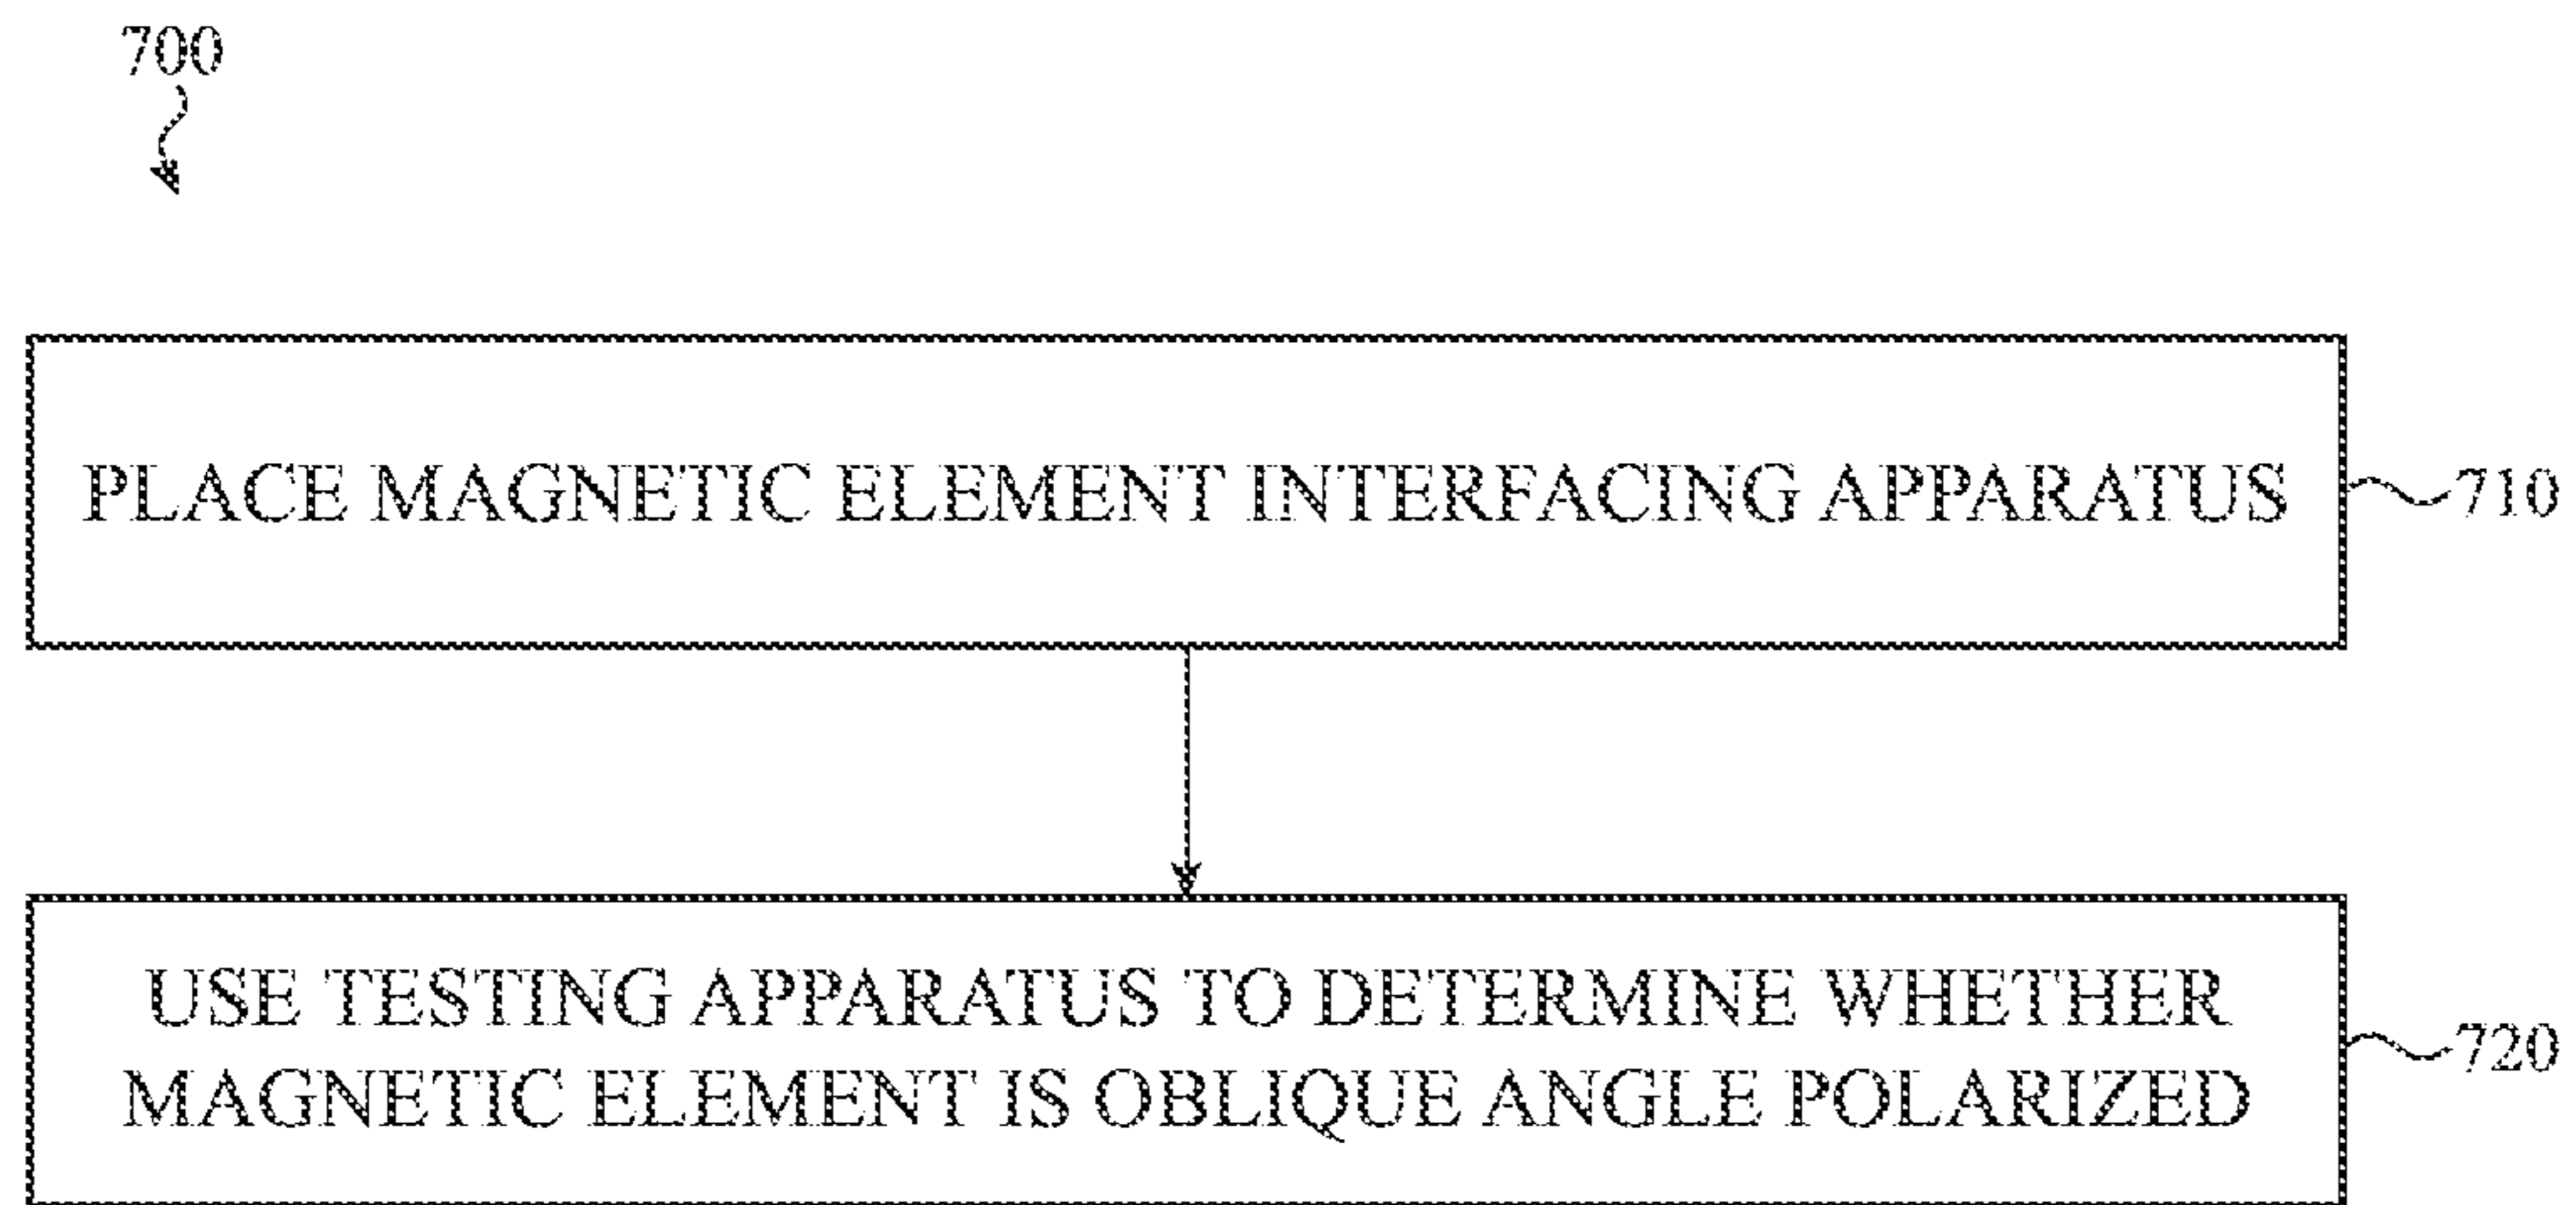 700
PLACE MAGNETIC ELEMENT INTERFACING APPARATUS
710
USE TESTING APPARATUS TO DETERMINE WHETHER
MAGNETIC ELEMENT IS OBLIQUE ANGLE POLARIZED
720